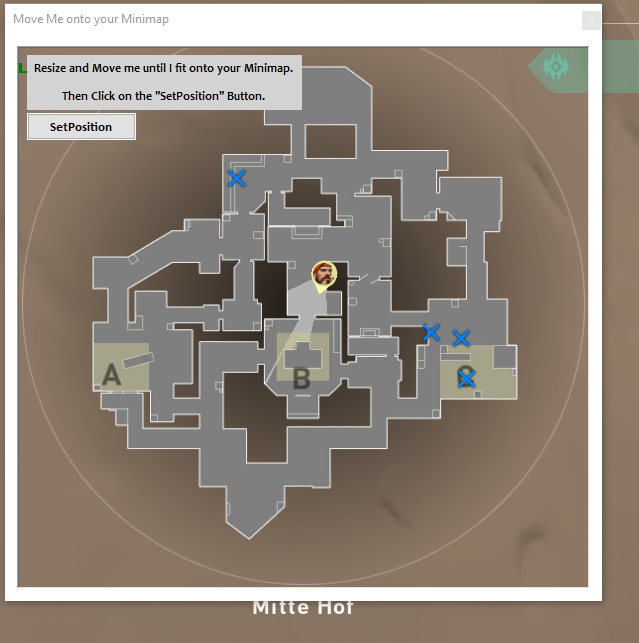 Move Me onto your Minimap
Resize and Move me until I fit onto your Minimap.
Then Click on the "SetPosition" Button.
SetPosition
A
B
C
Mitte Hof